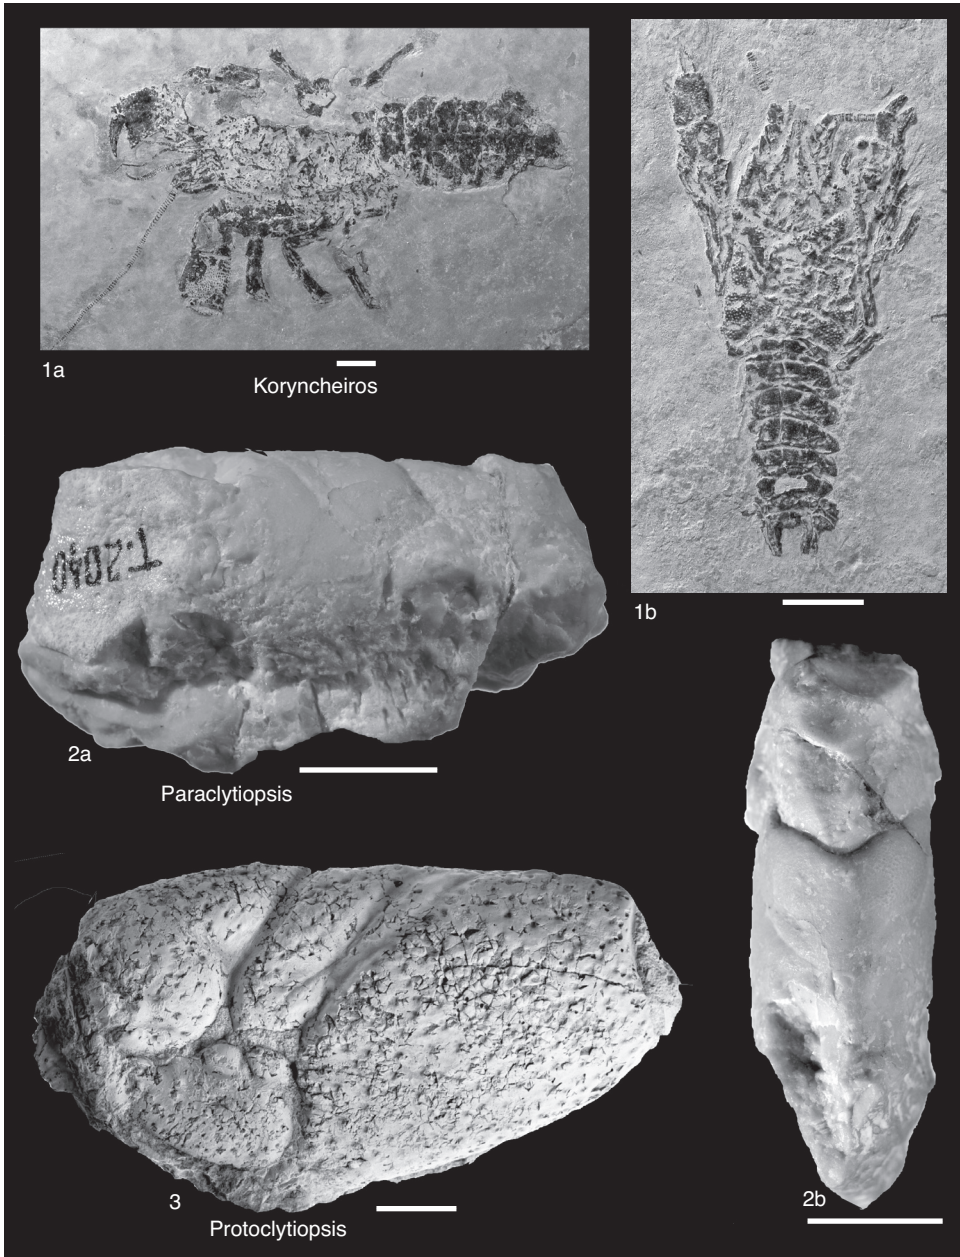 1a
Koryncheiros
1b
T.2040
2a
Paraclytiopsis
2b
3
Protoclytiopsis